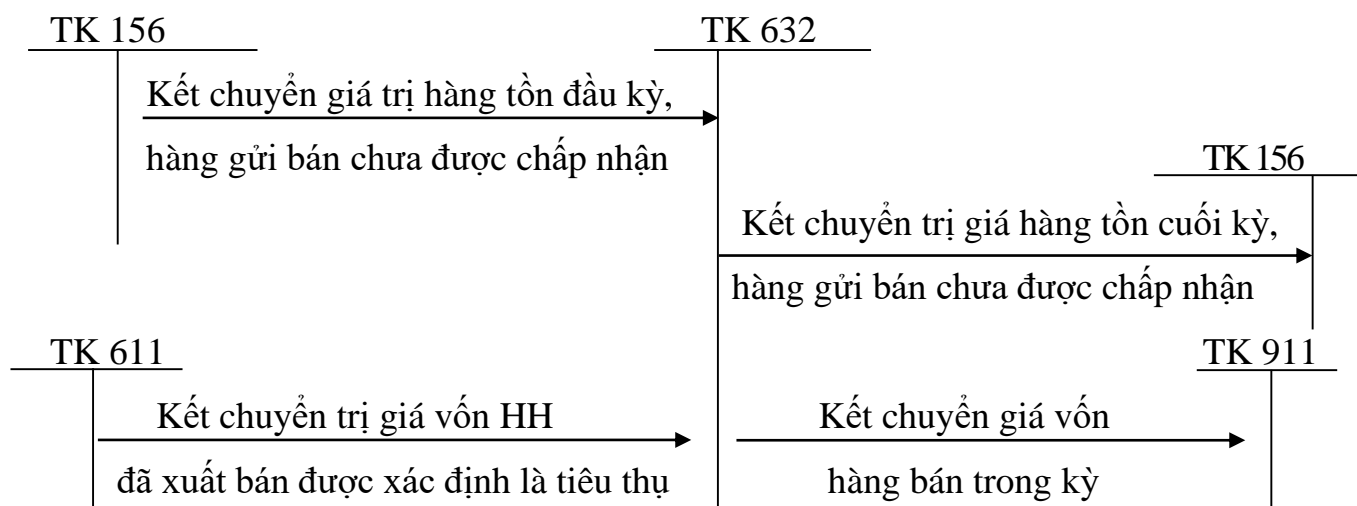 TK 156
TK 632
Kết chuyển giá trị hàng tồn đầu kỳ,
hàng gửi bán chưa được chấp nhận
TK 156
Kết chuyển trị giá hàng tồn cuối kỳ,
hàng gửi bán chưa được chấp nhận
TK 611
TK 911
Kết chuyển trị giá vốn HH
đã xuất bán được xác định là tiêu thụ
Kết chuyển giá vốn
hàng bán trong kỳ